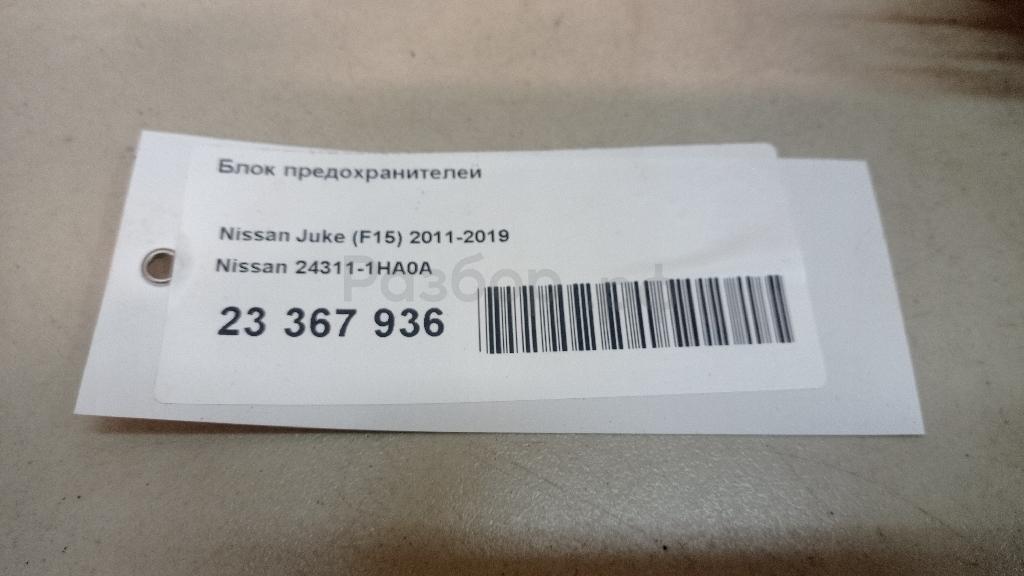 Блок предохранителей
Nissan Juke (F15) 2011-2019
Nissan 24311-1HA0A
23 367 936